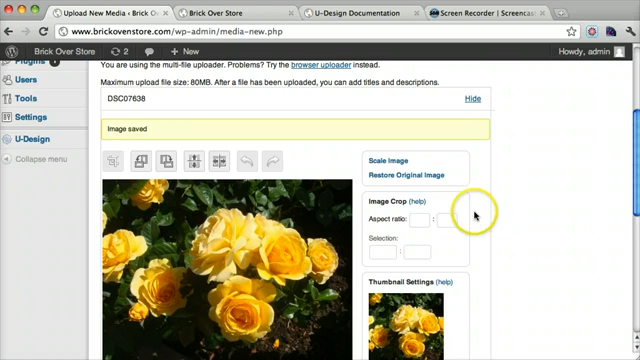 Upload New Media ‹ Brick Ov
Brick Over Store
U-Design Documentation
Screen Recorder | Screencast
www.brickovenstore.com/wp-admin/media-new.php
Brick Over Store
2
New
Howdy, admin
Plugins
You are using the multi-file uploader. Problems? Try the browser uploader instead.
Users
Maximum upload file size: 80MB. After a file has been uploaded, you can add titles and descriptions.
Tools
DSC07638
Hide
Settings
Image saved
U-Design
Collapse menu
Scale Image
Restore Original Image
Image Crop (help)
Aspect ratio: :
Selection:
:
Thumbnail Settings (help)